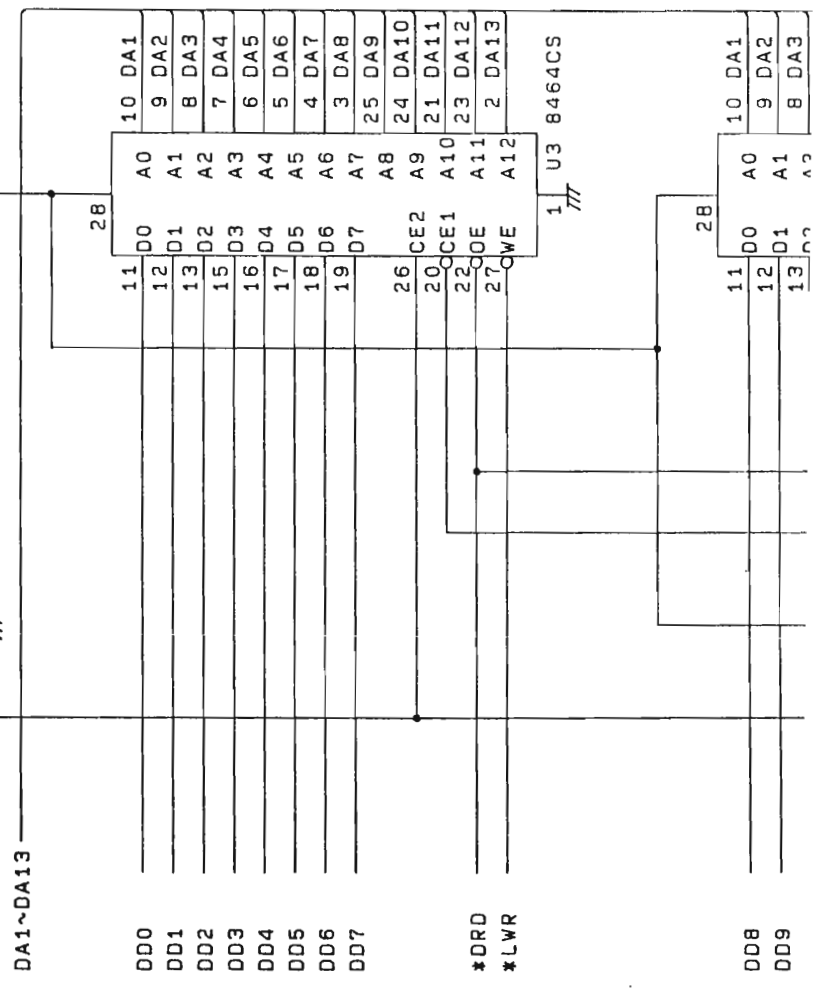 DA1~DA13
28
DD0 11 D0 A0 10 DA1
DD1 12 D1 A1 9 DA2
DD2 13 D2 A2 8 DA3
DD3 15 D3 A3 7 DA4
DD4 16 D4 A4 6 DA5
DD5 17 D5 A5 5 DA6
DD6 18 D6 A6 4 DA7
DD7 19 D7 A7 3 DA8
A8 25 DA9
26 CE2 A9 24 DA10
20 CE1 A10 21 DA11
*DRD 22 OE A11 23 DA12
*LWR 27 WE A12 2 DA13
1 U3 8464CS
28
DD8 11 D0 A0 10 DA1
DD9 12 D1 A1 9 DA2
13 8 DA3